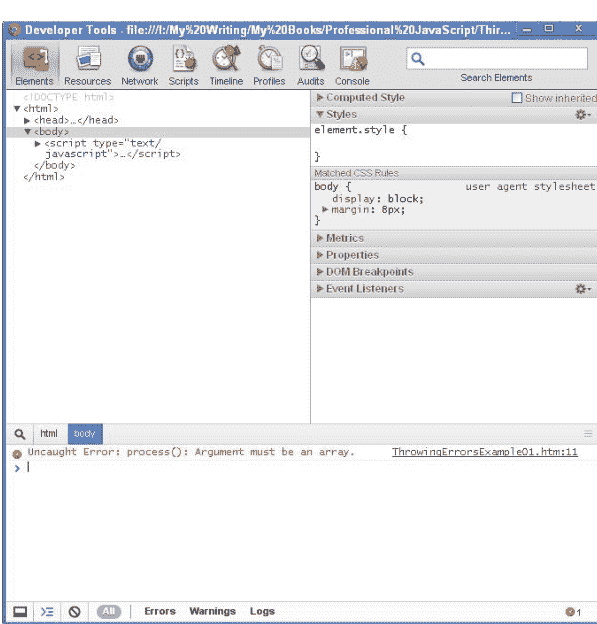 Developer Tools - file:///I:/My%20Writing/My%20Books/Professional%20JavaScript/Thir...
Elements Resources Network Scripts Timeline Profiles Audits Console
Search Elements
<!DOCTYPE html>
▼<html>
▶<head>…</head>
▼<body>
▶<script type="text/
javascript">…</script>
</body>
</html>
▶ Computed Style Show inherited
▼ Styles
element.style {
}
Matched CSS Rules
body { user agent stylesheet
display: block;
▶ margin: 8px;
}
▶ Metrics
▶ Properties
▶ DOM Breakpoints
▶ Event Listeners
html body
Uncaught Error: process(): Argument must be an array. ThrowingErrorsExample01.htm:11
>
All Errors Warnings Logs 1